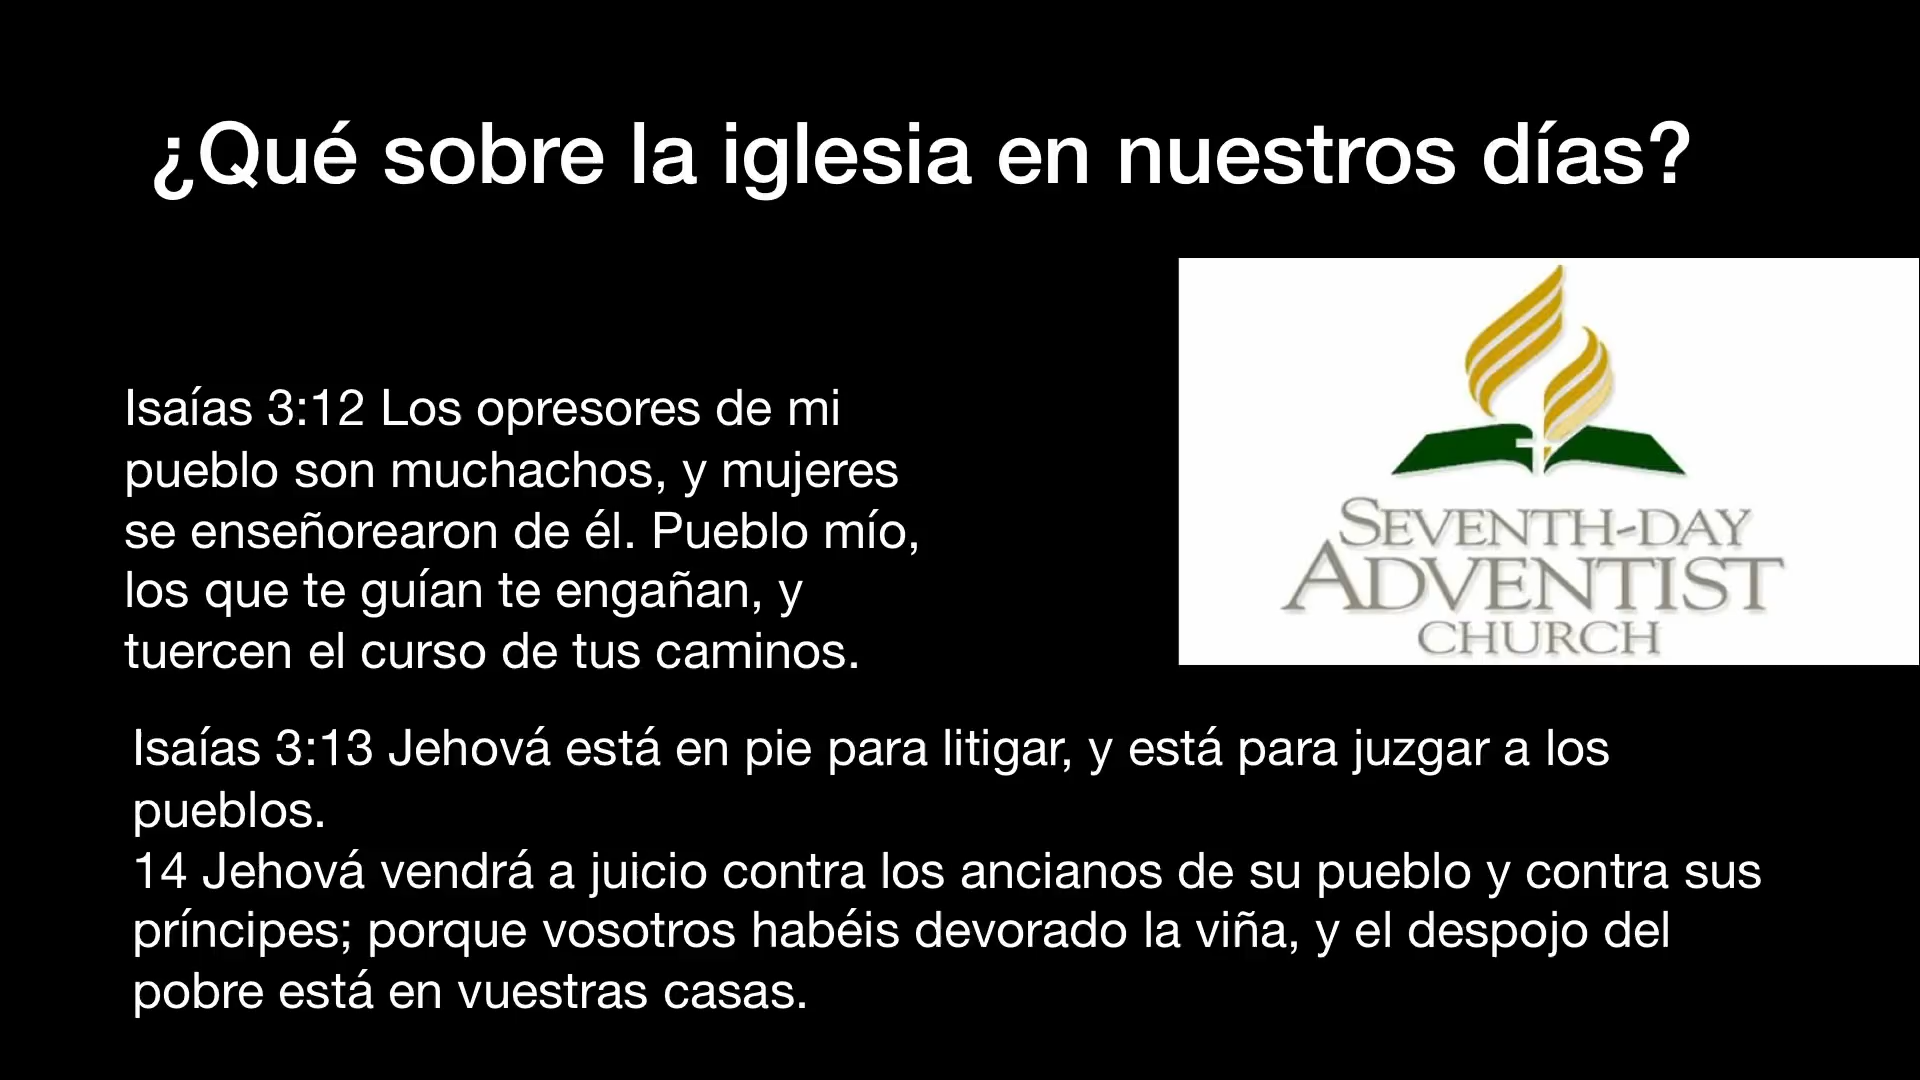 ¿Qué sobre la iglesia en nuestros días?
Isaías 3:12 Los opresores de mi
pueblo son muchachos, y mujeres
se enseñorearon de él. Pueblo mío,
los que te guían te engañan, y
tuercen el curso de tus caminos.
SEVENTH-DAY
ADVENTIST
CHURCH
Isaías 3:13 Jehová está en pie para litigar, y está para juzgar a los
pueblos.
14 Jehová vendrá a juicio contra los ancianos de su pueblo y contra sus
príncipes; porque vosotros habéis devorado la viña, y el despojo del
pobre está en vuestras casas.